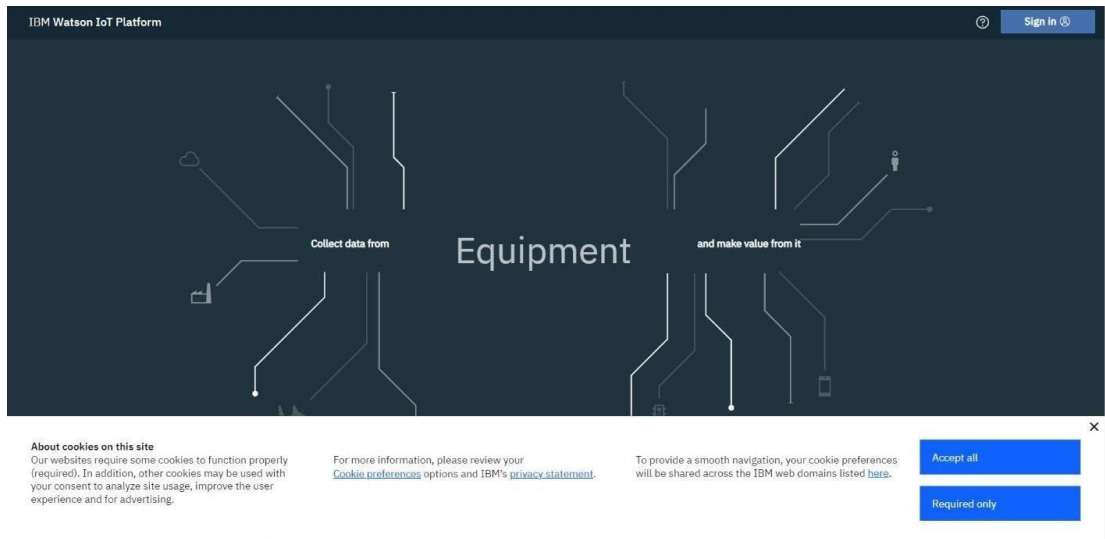 IBM Watson IoT Platform
Sign in
Collect data from
Equipment
and make value from it
About cookies on this site
Our websites require some cookies to function properly
(required). In addition, other cookies may be used with
your consent to analyze site usage, improve the user
experience and for advertising.
For more information, please review your
Cookie preferences options and IBM's privacy statement.
To provide a smooth navigation, your cookie preferences
will be shared across the IBM web domains listed here.
Accept all
Required only